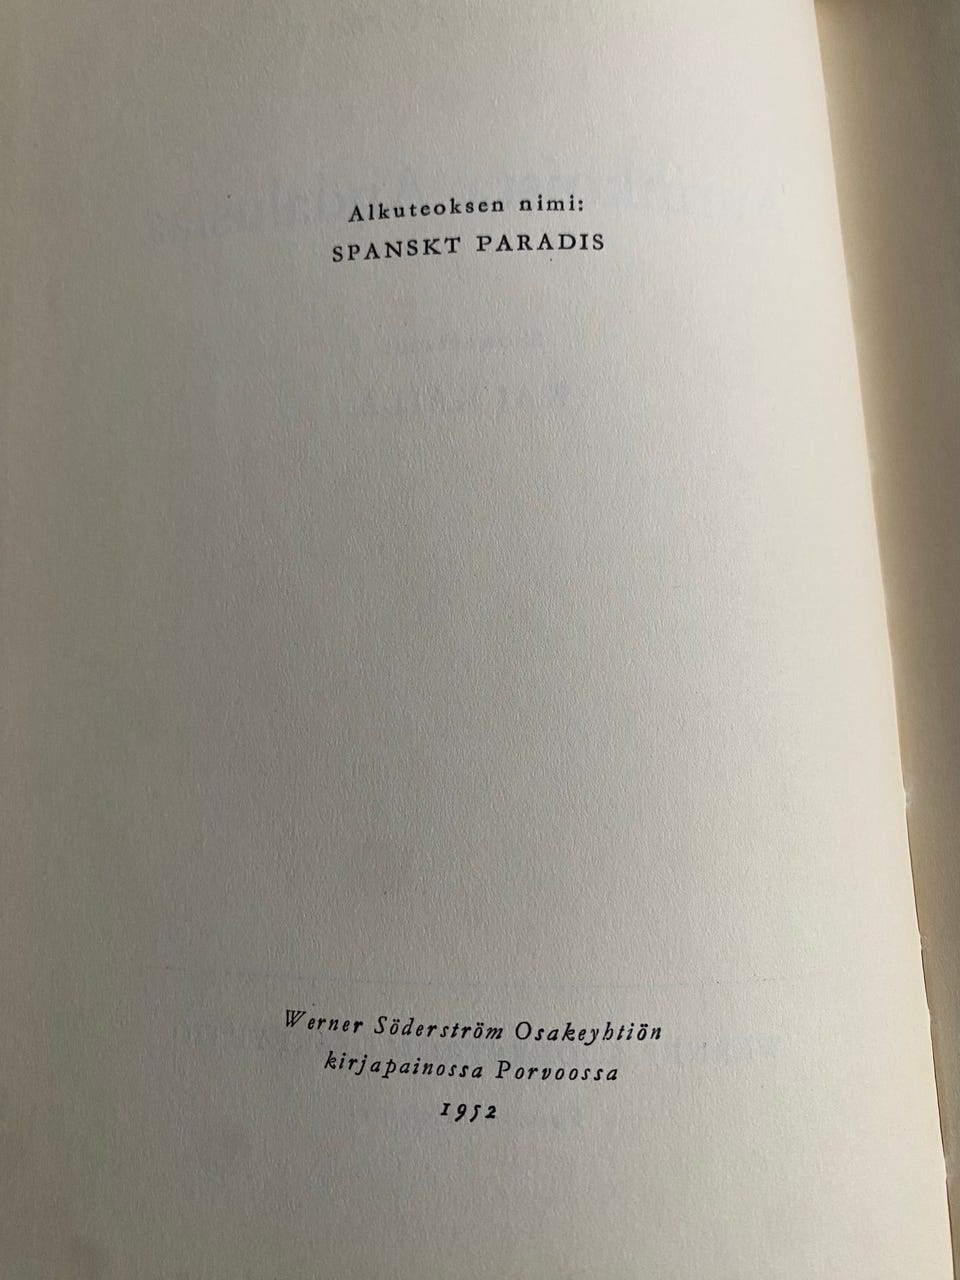 Alkuteoksen nimi:
SPANSKT PARADIS
Werner Söderström Osakeyhtiön
kirjapainossa Porvoossa
1952